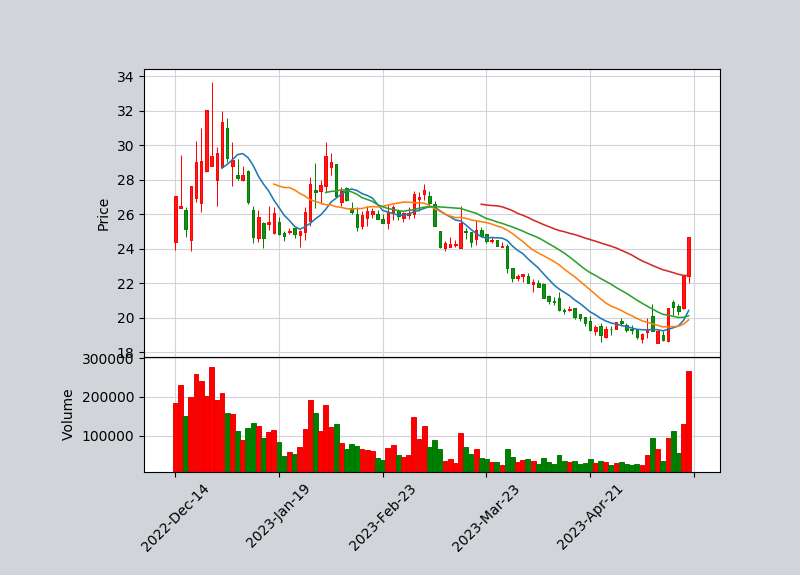 34
32
30
28
26
24
22
20
18
Price
300000
200000
100000
Volume
2022-Dec-14
2023-Jan-19
2023-Feb-23
2023-Mar-23
2023-Apr-21